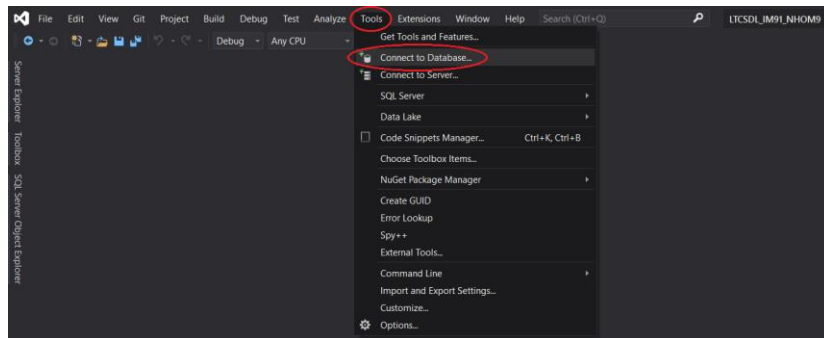 File Edit View Git Project Build Debug Test Analyze Tools Extensions Window Help Search (Ctrl+Q) LTCSDL_IM91_NHOM9
Debug Any CPU
Get Tools and Features...
Connect to Database...
Connect to Server...
SQL Server
Data Lake
Code Snippets Manager... Ctrl+K, Ctrl+B
Choose Toolbox Items...
NuGet Package Manager
Create GUID
Error Lookup
Spy++
External Tools...
Command Line
Import and Export Settings...
Customize...
Options...
Server Explorer
Toolbox
SQL Server Object Explorer